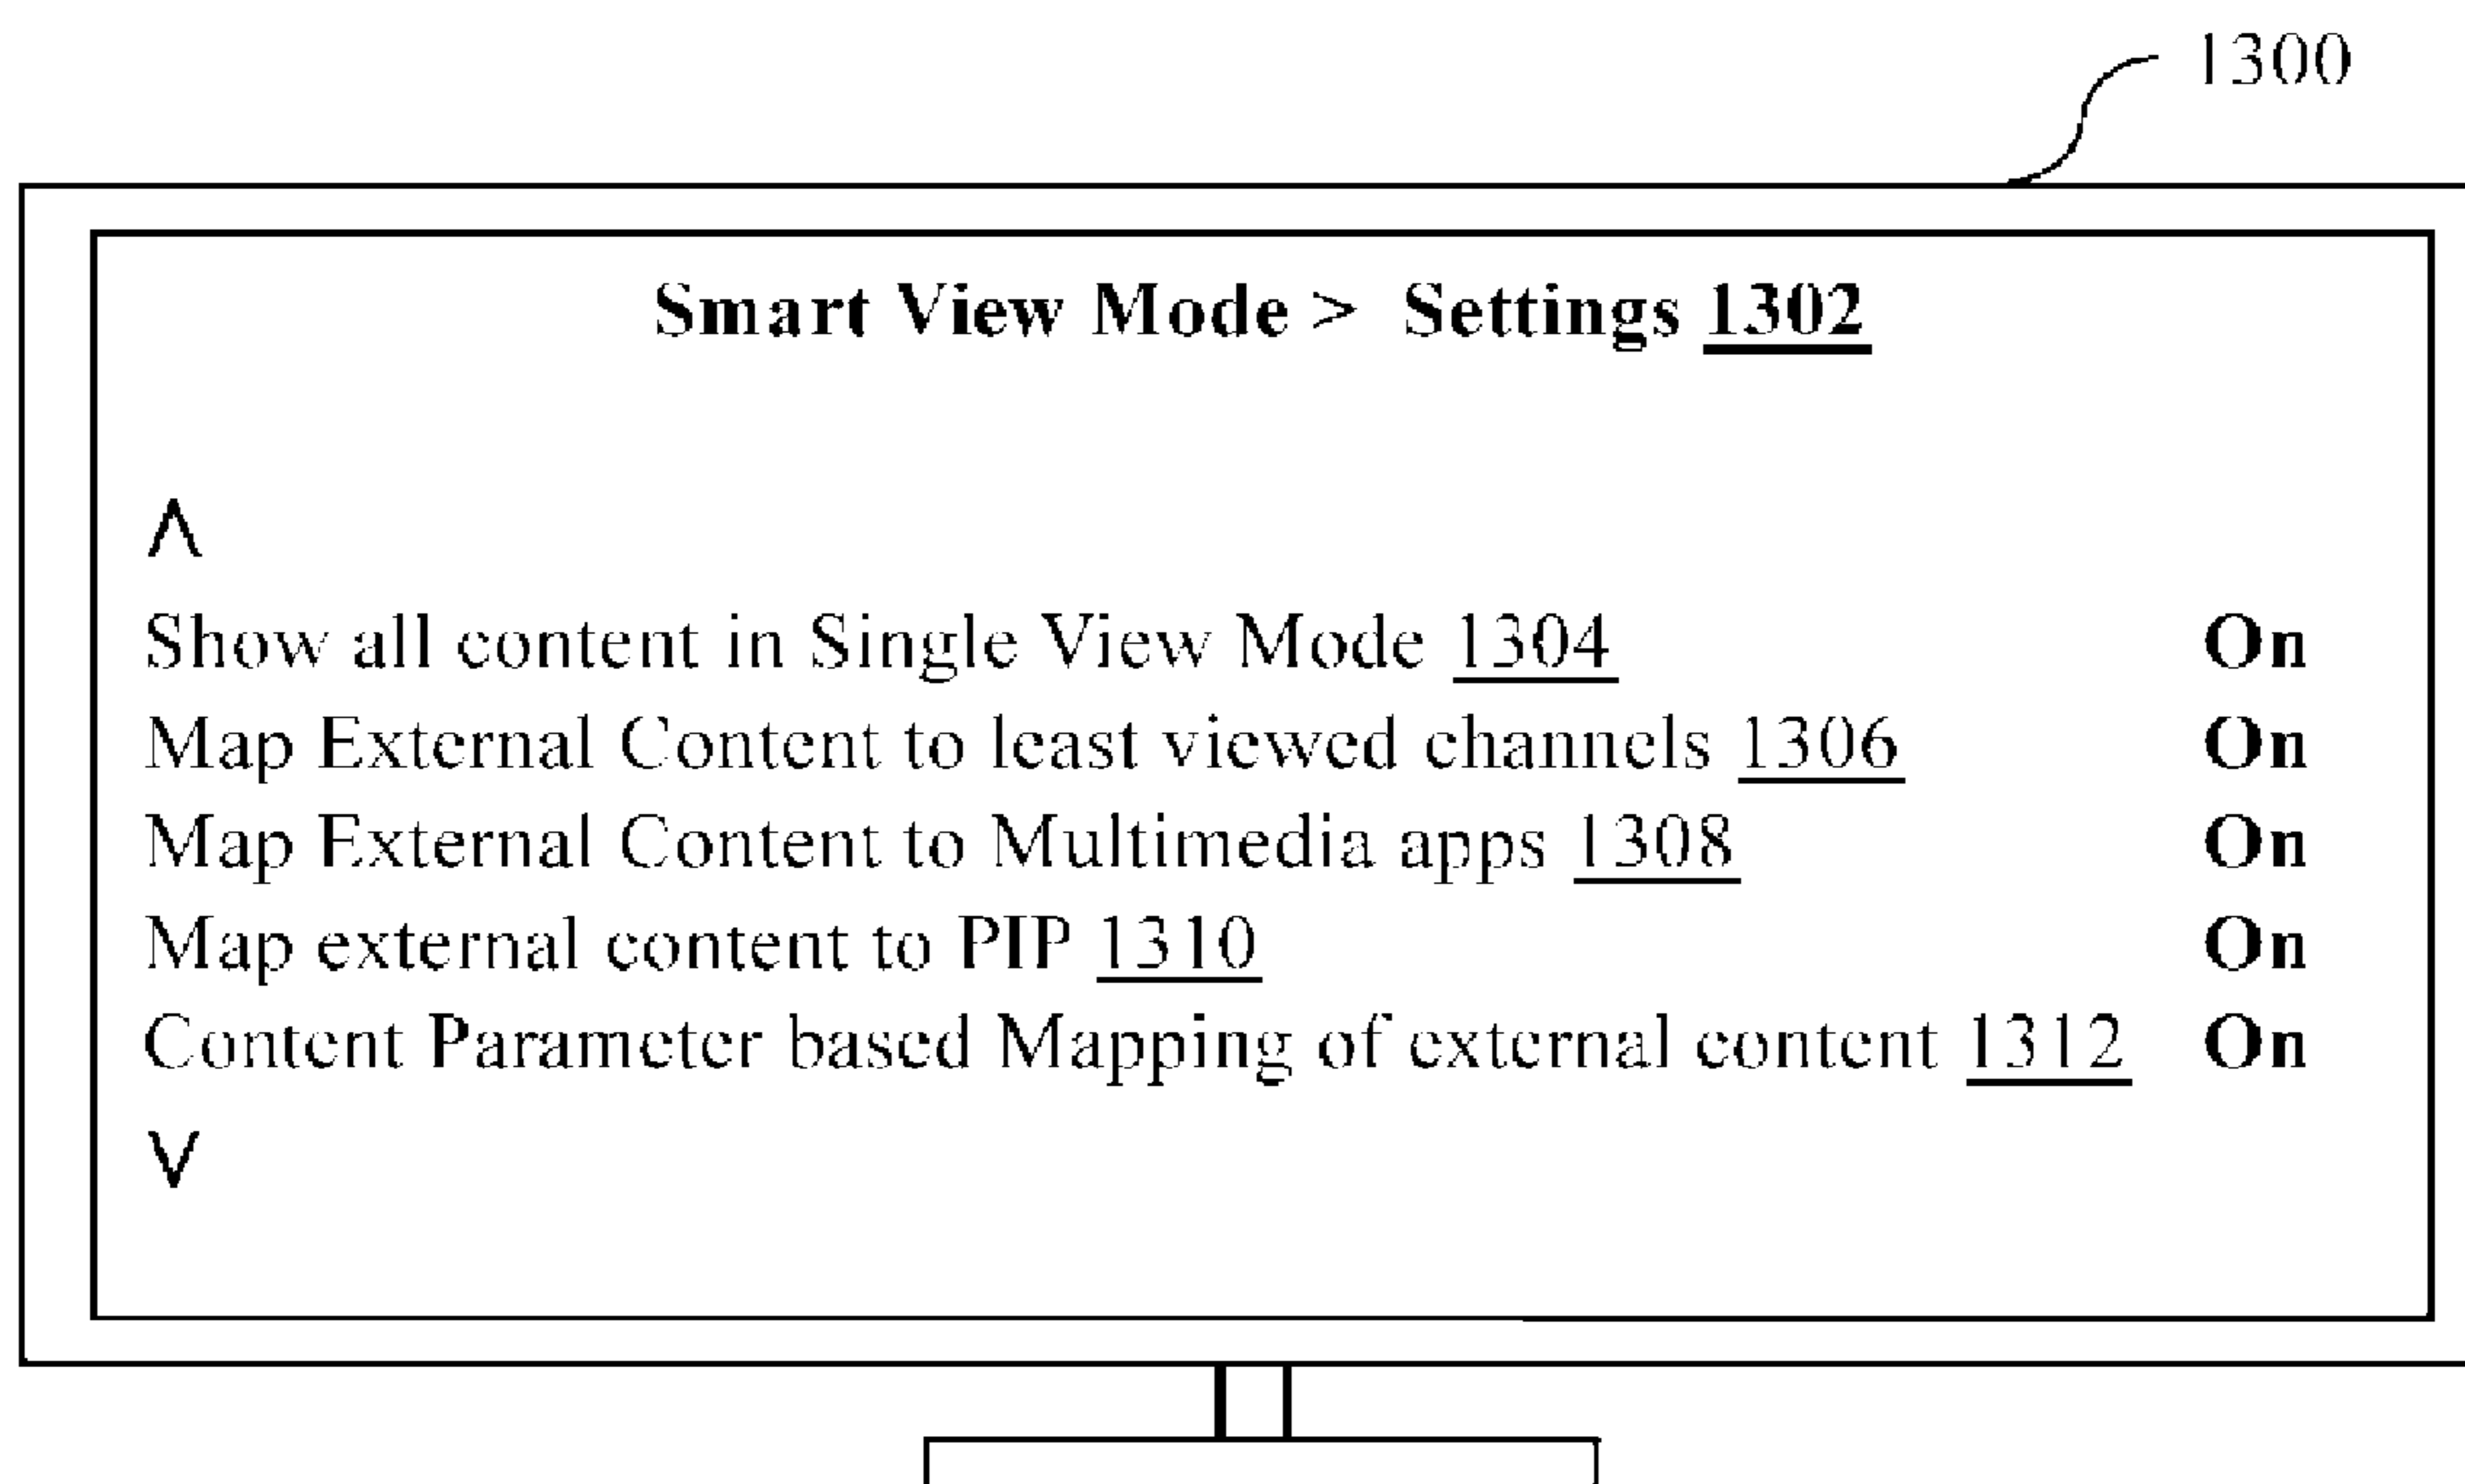 1300
Smart View Mode > Settings 1302
Show all content in Single View Mode 1304 On
Map External Content to least viewed channels 1306 On
Map External Content to Multimedia apps 1308 On
Map external content to PIP 1310 On
Content Parameter based Mapping of external content 1312 On